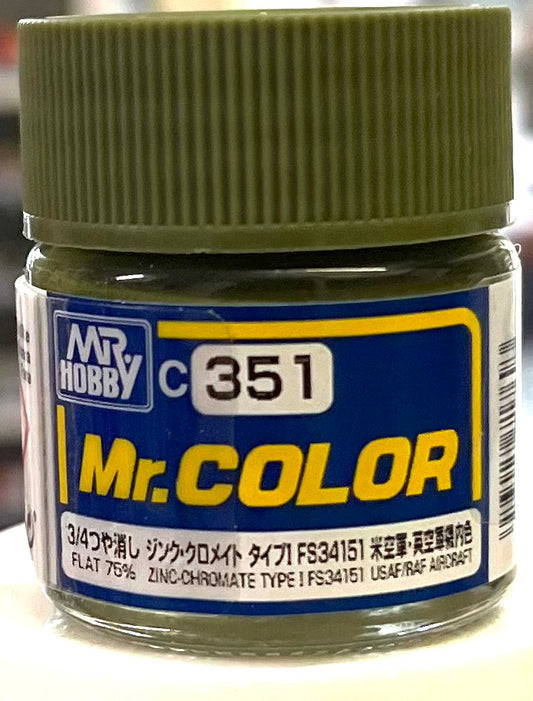 MR.
HOBBY
C 351
Mr.COLOR
3/4つや消し ジンク・クロメイト タイプI FS34151 米空軍・英空軍機内色
FLAT 75% ZINC-CHROMATE TYPE I FS34151 USAF/RAF AIRCRAFT